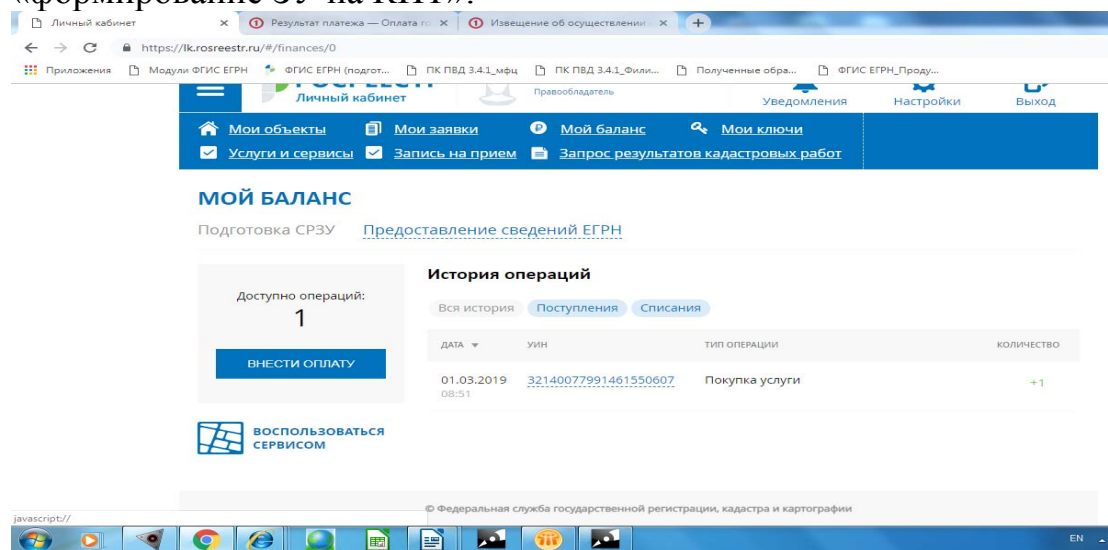 «формирование ЗУ на КПТ».
Личный кабинет
Результат платежа — Оплата го
Извещение об осуществлении
https://lk.rosreestr.ru/#/finances/0
Приложения Модули ФГИС ЕГРН ФГИС ЕГРН (подгот... ПК ПВД 3.4.1_мфц ПК ПВД 3.4.1_Фили... Полученные обра... ФГИС ЕГРН_Проду...
Личный кабинет
Правообладатель
Уведомления Настройки Выход
Мои объекты Мои заявки Мой баланс Мои ключи
Услуги и сервисы Запись на прием Запрос результатов кадастровых работ
МОЙ БАЛАНС
Подготовка СРЗУ Предоставление сведений ЕГРН
Доступно операций:
1
ВНЕСТИ ОПЛАТУ
ВОСПОЛЬЗОВАТЬСЯ
СЕРВИСОМ
История операций
Вся история Поступления Списания
ДАТА УИН ТИП ОПЕРАЦИИ КОЛИЧЕСТВО
01.03.2019 32140077991461550607 Покупка услуги +1
08:51
© Федеральная служба государственной регистрации, кадастра и картографии
javascript://
EN